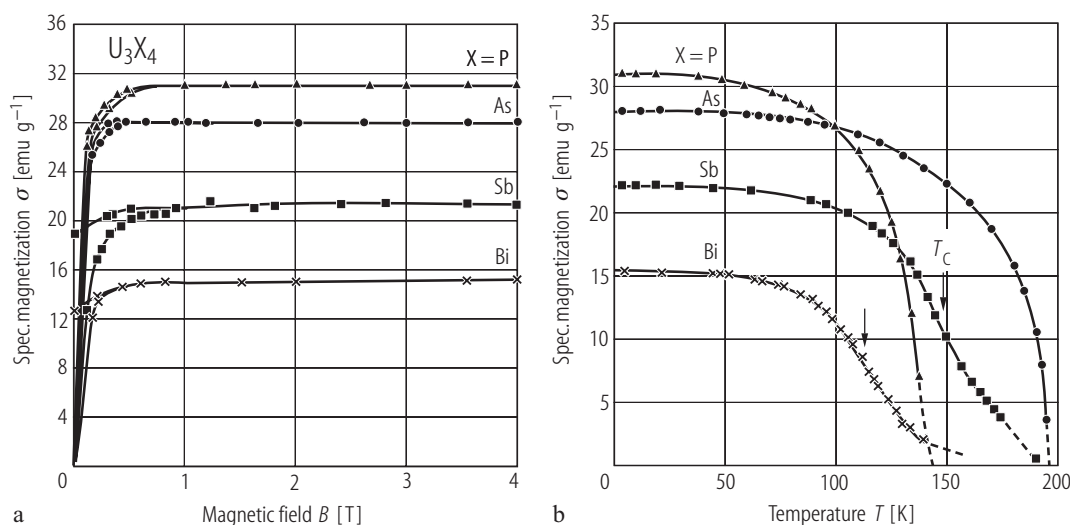 36
32
28
24
20
16
12
8
4
0
1
2
3
4
U₃X₄
X = P
As
Sb
Bi
Spec. magnetization σ [emu g⁻¹]
Magnetic field B [T]
a
35
30
25
20
15
10
5
0
50
100
150
200
X = P
As
Sb
Bi
T_C
Spec. magnetization σ [emu g⁻¹]
Temperature T [K]
b